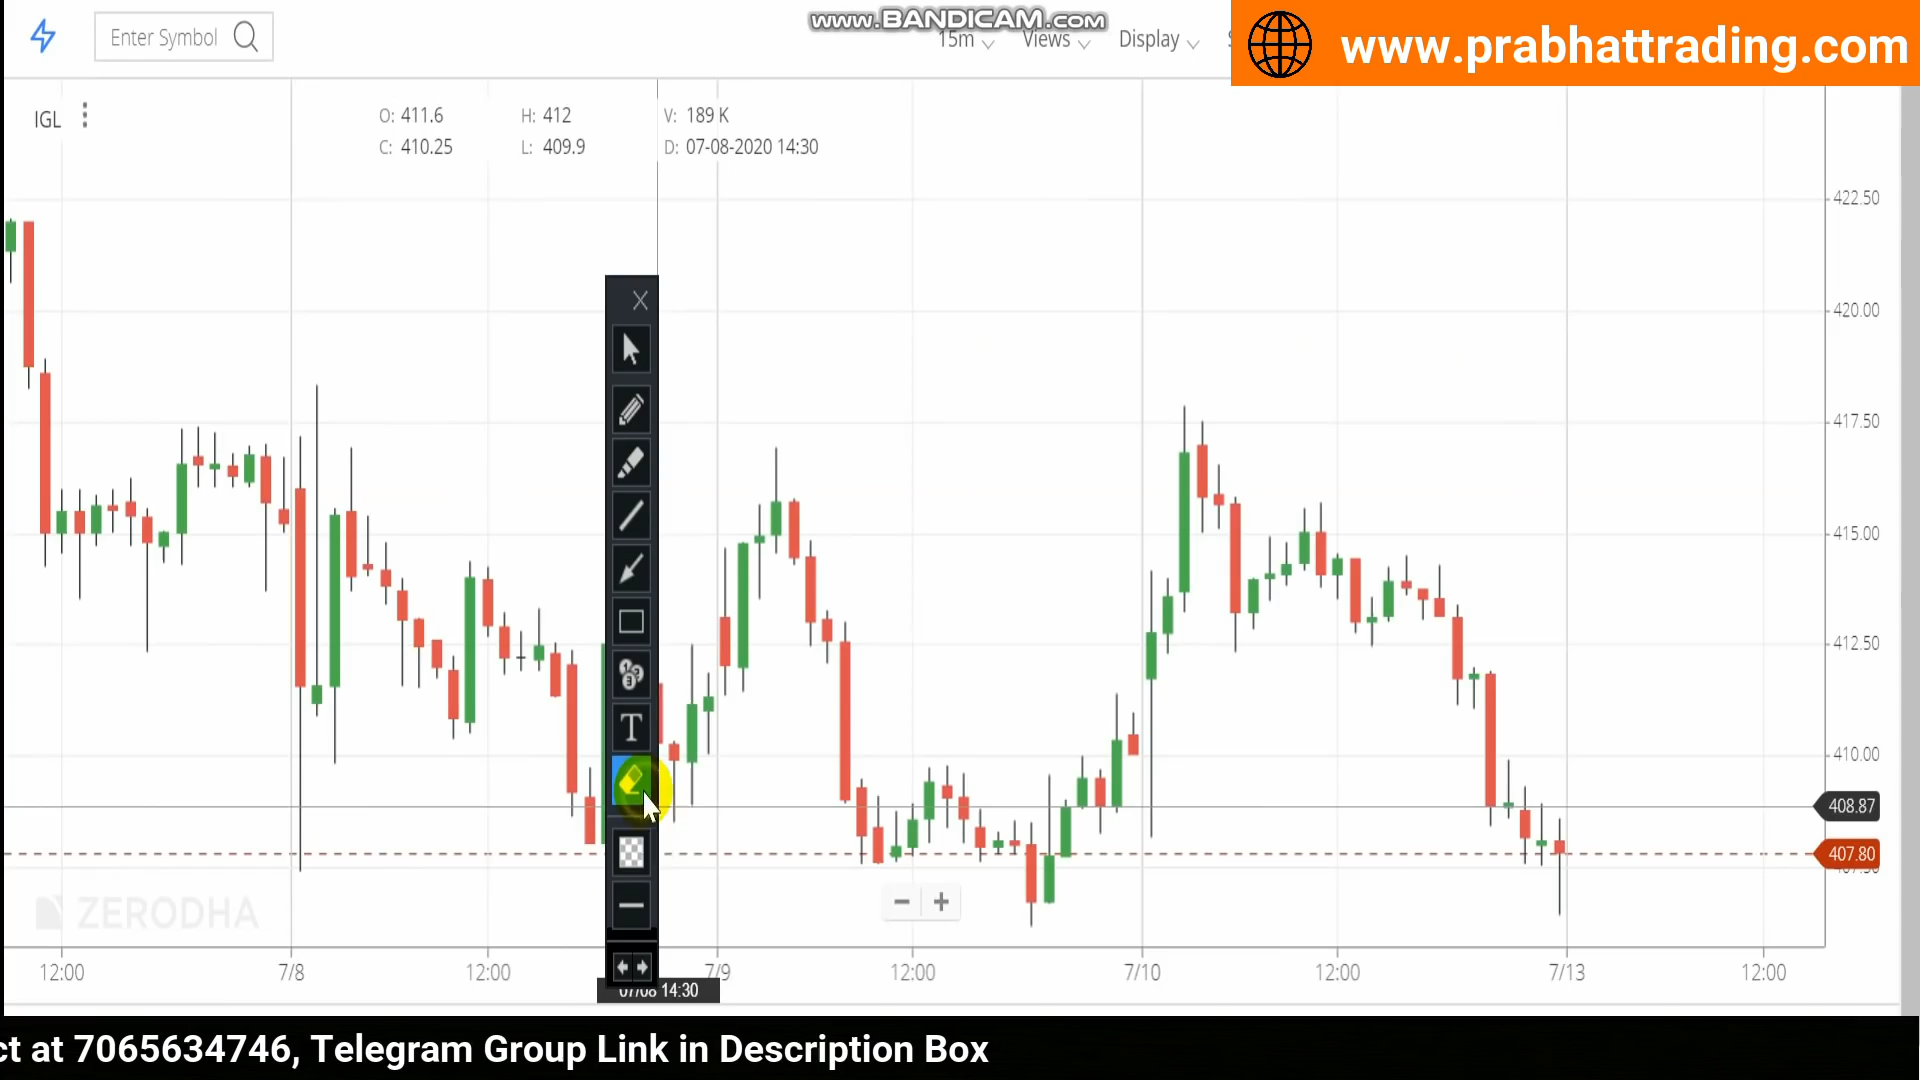 www.BANDICAM.com
Enter Symbol
15m Views Display
www.prabhattrading.com
IGL
O: 411.6 H: 412 V: 189 K
C: 410.25 L: 409.9 D: 07-08-2020 14:30
422.50
420.00
417.50
415.00
412.50
T
410.00
408.87
407.80
ZERODHA
12:00 7/8 12:00 7/9 12:00 7/10 12:00 7/13 12:00
07/08 14:30
ct at 7065634746, Telegram Group Link in Description Box